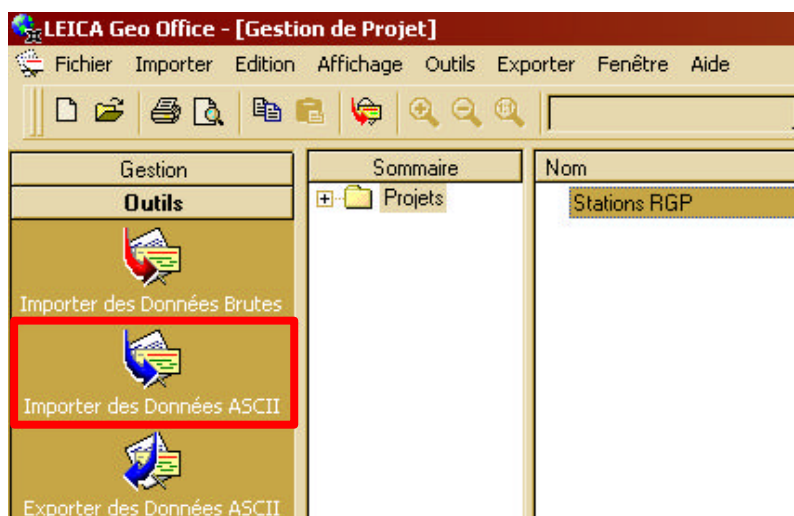 LEICA Geo Office - [Gestion de Projet]
Fichier Importer Edition Affichage Outils Exporter Fenêtre Aide
Gestion
Outils
Importer des Données Brutes
Importer des Données ASCII
Exporter des Données ASCII
Sommaire
Projets
Nom
Stations RGP